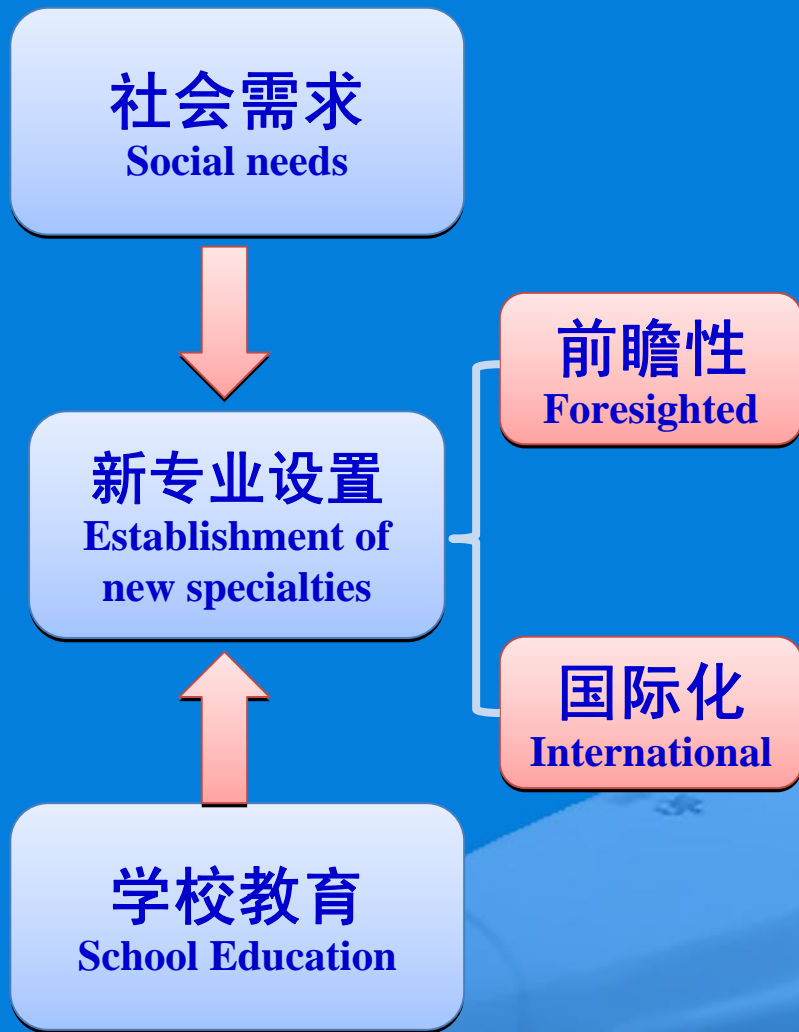 社会需求
Social needs
前瞻性
Foresighted
新专业设置
Establishment of
new specialties
国际化
International
学校教育
School Education